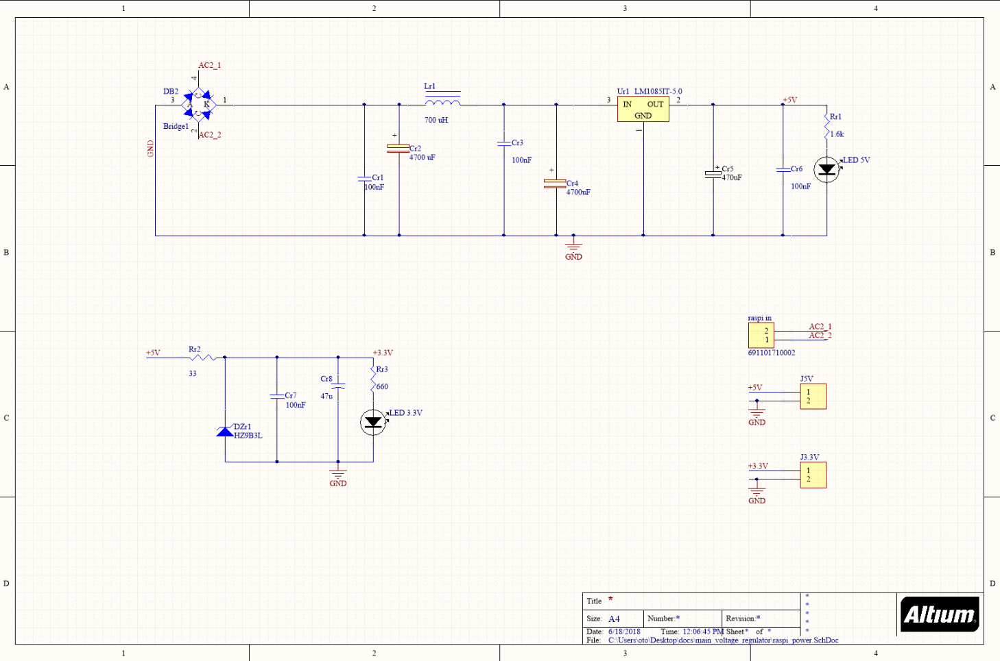 1 2 3 4
A A
AC2_1
4
DB2
3 A K 1
C
C
Bridge1
2
AC2_2
GND
Lr1
700 uH
Ur1 LM1085IT-5.0
3 IN OUT 2
GND
1
+5V
Rr1
1.6k
+
Cr2
4700 uF
Cr3
100nF
LED 5V
Cr1
100nF
+
Cr4
4700uF
+
Cr5
470uF
Cr6
100nF
GND
B B
raspi in
2 AC2_1
1 AC2_2
691101710002
+5V
Rr2
33
+3.3V
Rr3
660
Cr8
47u
Cr7
100nF
LED 3.3V
DZr1
HZ9B3L
GND
J5V
+5V 1
2
GND
C C
J3.3V
+3.3V 1
2
GND
D D
Title *
Size: A4 Number:* Revision:*
Date: 6/18/2018 Time: 12:06:45 PM Sheet* of *
File: C:\Users\oto\Desktop\docs\main_voltage_regulator\raspi_power.SchDoc
*
*
*
*
*
Altium
1 2 3 4